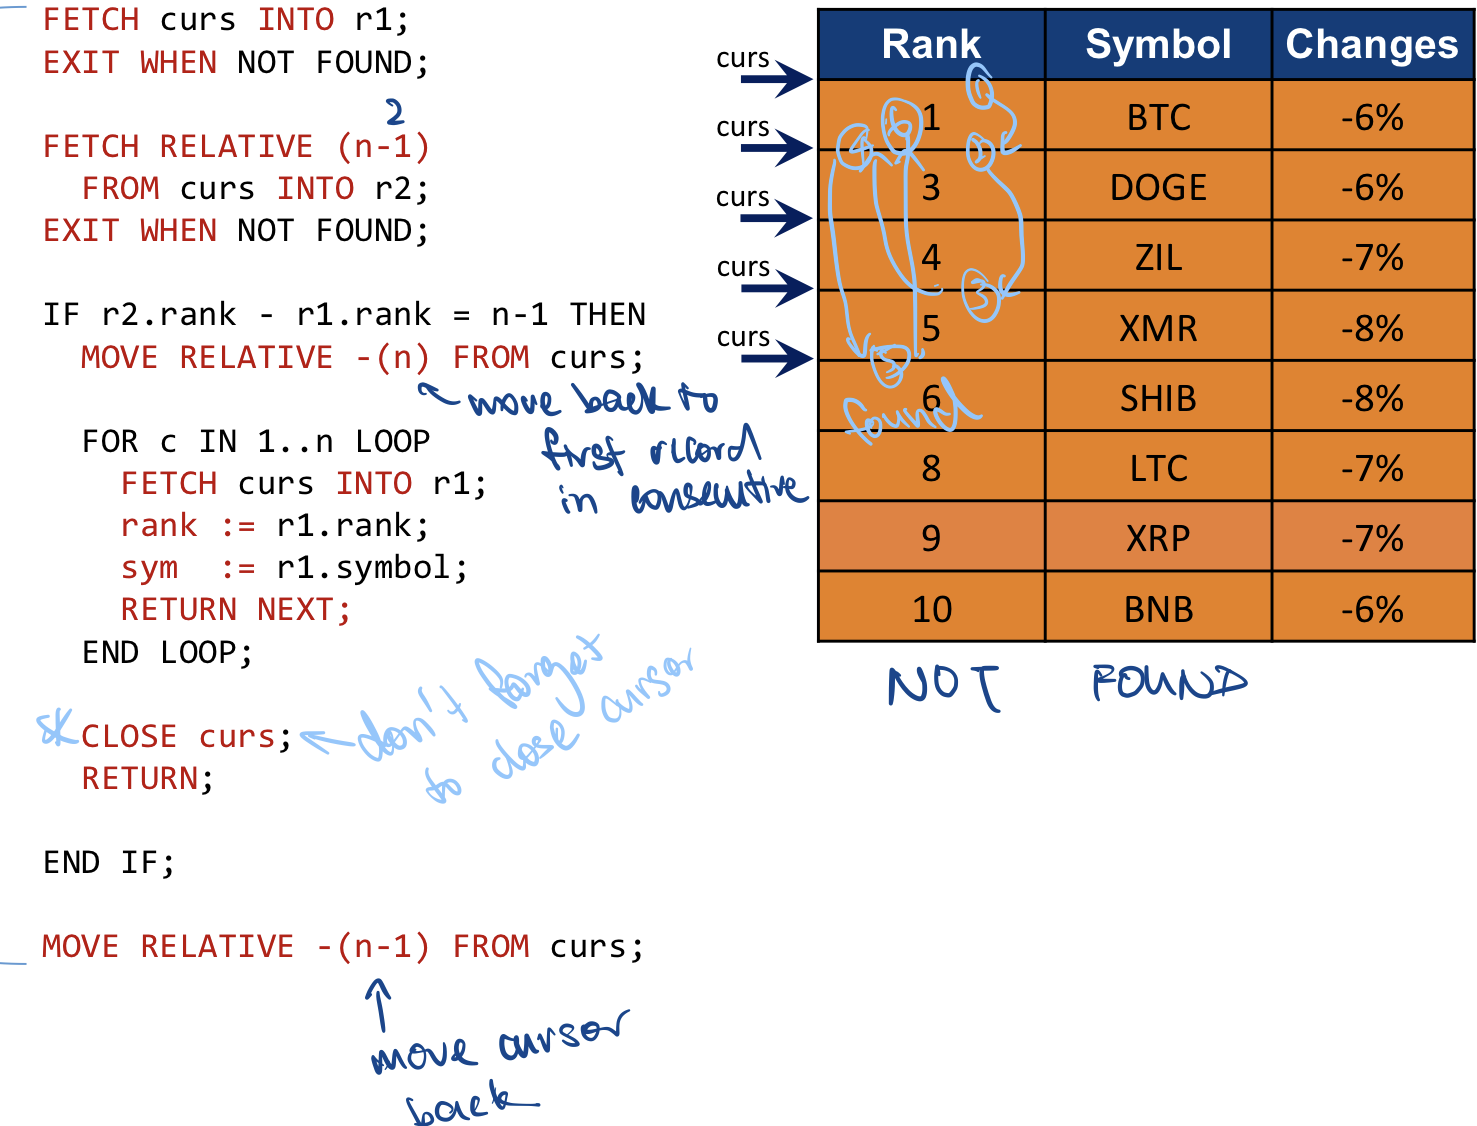 FETCH curs INTO r1;
EXIT WHEN NOT FOUND;
2
FETCH RELATIVE (n-1)
FROM curs INTO r2;
EXIT WHEN NOT FOUND;
IF r2.rank - r1.rank = n-1 THEN
MOVE RELATIVE -(n) FROM curs;
move back to
first record
in consecutive
FOR c IN 1..n LOOP
FETCH curs INTO r1;
rank := r1.rank;
sym := r1.symbol;
RETURN NEXT;
END LOOP;
CLOSE curs;
don't forget
to close cursor
RETURN;
END IF;
MOVE RELATIVE -(n-1) FROM curs;
move cursor
back
curs
curs
curs
curs
curs
Rank Symbol Changes
1 BTC -6%
3 DOGE -6%
4 ZIL -7%
5 XMR -8%
6 SHIB -8%
8 LTC -7%
9 XRP -7%
10 BNB -6%
1
2
3
4
5
6
found
NOT FOUND